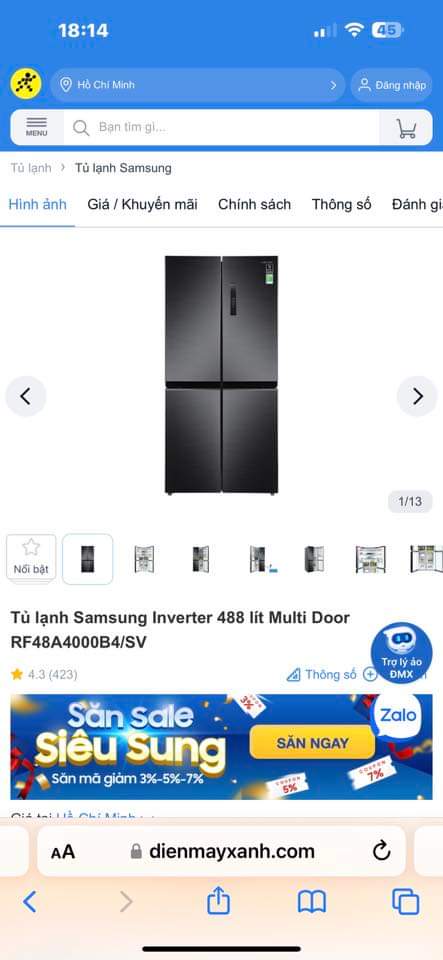 18:14
45
Hồ Chí Minh
Đăng nhập
MENU
Bạn tìm gì...
Tủ lạnh
Tủ lạnh Samsung
Hình ảnh
Giá / Khuyến mãi
Chính sách
Thông số
Đánh gi
1/13
Nổi bật
Tủ lạnh Samsung Inverter 488 lít Multi Door
RF48A4000B4/SV
4.3 (423)
Thông số
Trợ lý ảo
ĐMX
Săn Sale
Siêu Sung
Săn mã giảm 3%-5%-7%
SĂN NGAY
3%
COUPON
5%
COUPON
7%
Zalo
Giá tại Hồ Chí Minh
AA
dienmayxanh.com